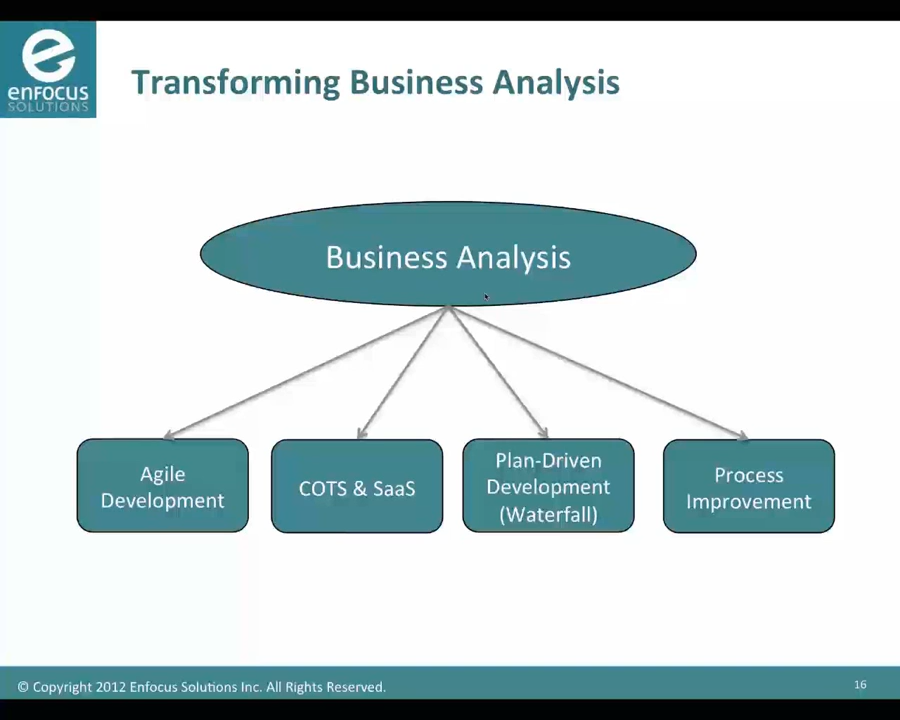 enfocus
SOLUTIONS
Transforming Business Analysis
Business Analysis
Agile
Development
COTS & SaaS
Plan-Driven
Development
(Waterfall)
Process
Improvement
© Copyright 2012 Enfocus Solutions Inc. All Rights Reserved.
16